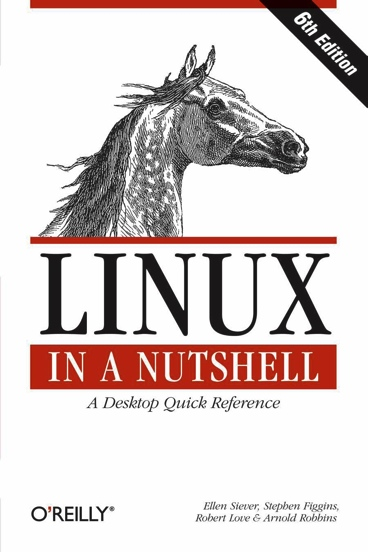 6th Edition
LINUX
IN A NUTSHELL
A Desktop Quick Reference
Ellen Siever, Stephen Figgins,
Robert Love & Arnold Robbins
O'REILLY®